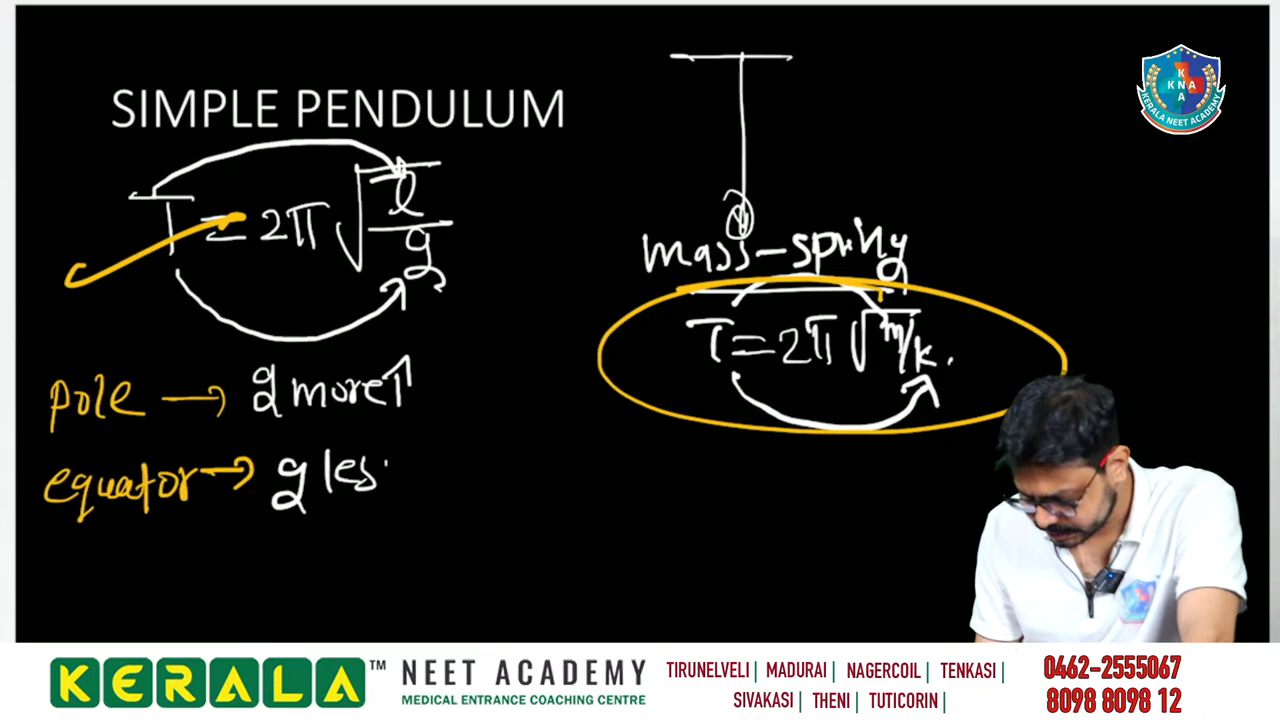 SIMPLE PENDULUM
T = 2π √l/g
mass-spring
T = 2π √m/k.
pole → g more↑
equator → g les
KNA
KERALA NEET ACADEMY
KERALA™
NEET ACADEMY
MEDICAL ENTRANCE COACHING CENTRE
TIRUNELVELI | MADURAI | NAGERCOIL | TENKASI |
SIVAKASI | THENI | TUTICORIN |
0462-2555067
8098 8098 12